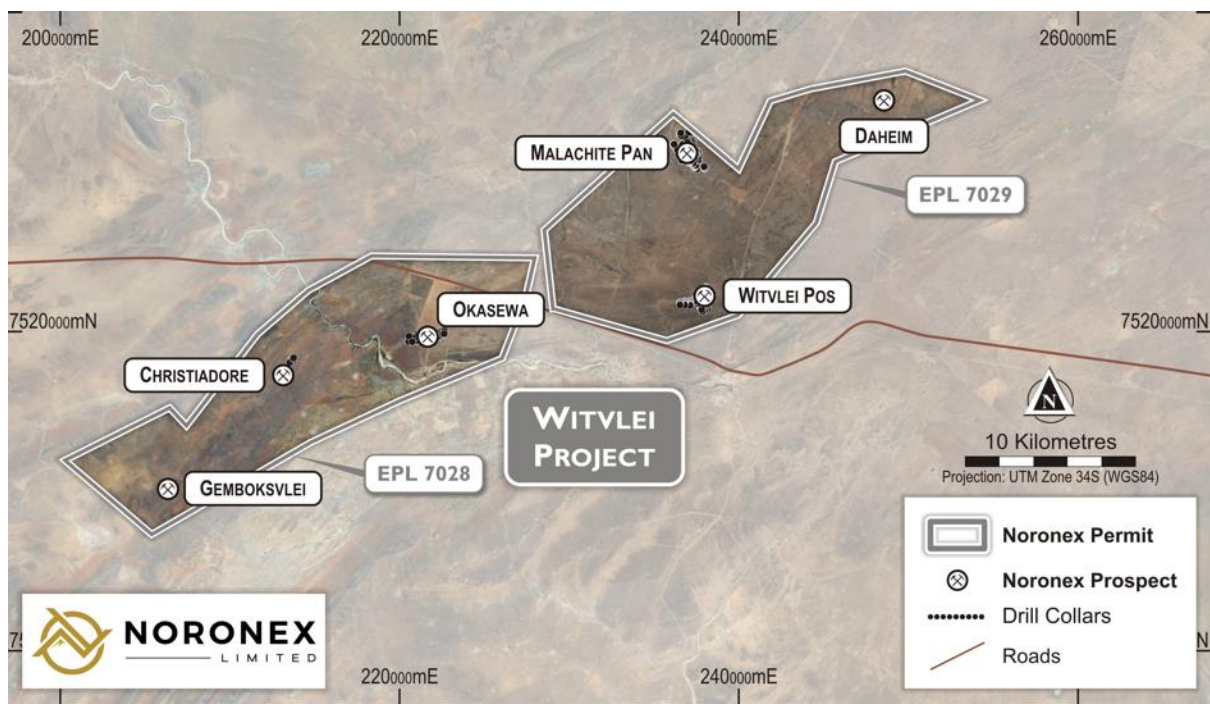 200000mE
220000mE
240000mE
260000mE
DAHEIM
MALACHITE PAN
EPL 7029
WITVLEI POS
OKASEWA
7520000mN
7520000mN
CHRISTIADORE
WITVLEI
PROJECT
N
10 Kilometres
Projection: UTM Zone 34S (WGS84)
EPL 7028
GEMBOKSVLEI
Noronex Permit
Noronex Prospect
Drill Collars
Roads
NORONEX
LIMITED
220000mE
240000mE